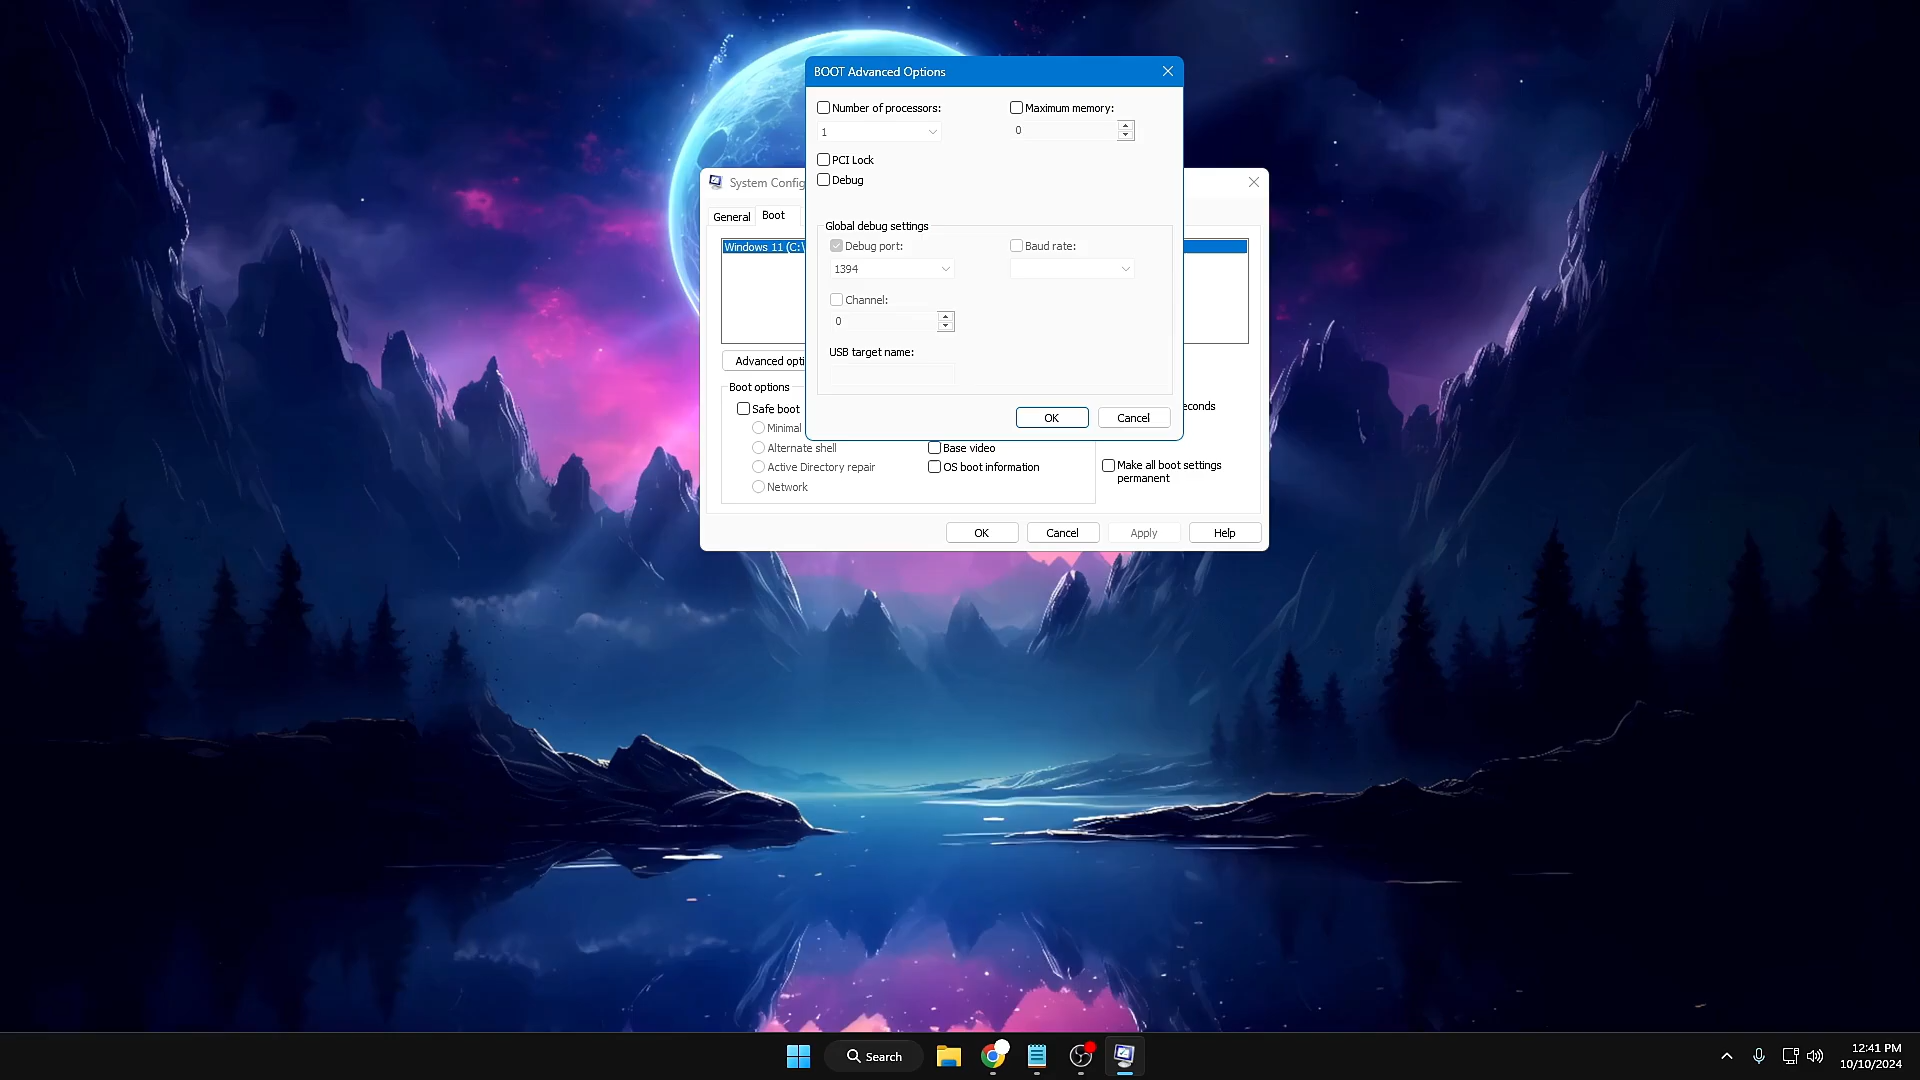 BOOT Advanced Options
Number of processors:
Maximum memory:
1
0
PCI Lock
Debug
Global debug settings
Debug port:
Baud rate:
1394
Channel:
0
USB target name:
OK
Cancel
System Config
General
Boot
Windows 11 (C:\
Advanced opti
Boot options
Safe boot
Minimal
Alternate shell
Active Directory repair
Network
Base video
OS boot information
econds
Make all boot settings
permanent
OK
Cancel
Apply
Help
Search
12:41 PM
10/10/2024